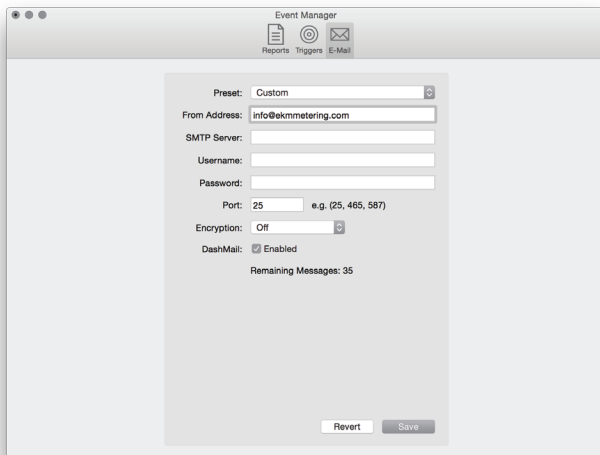 Event Manager
Reports Triggers E-Mail
Preset: Custom
From Address: info@ekmmetering.com
SMTP Server:
Username:
Password:
Port: 25 e.g. (25, 465, 587)
Encryption: Off
DashMail: Enabled
Remaining Messages: 35
Revert Save